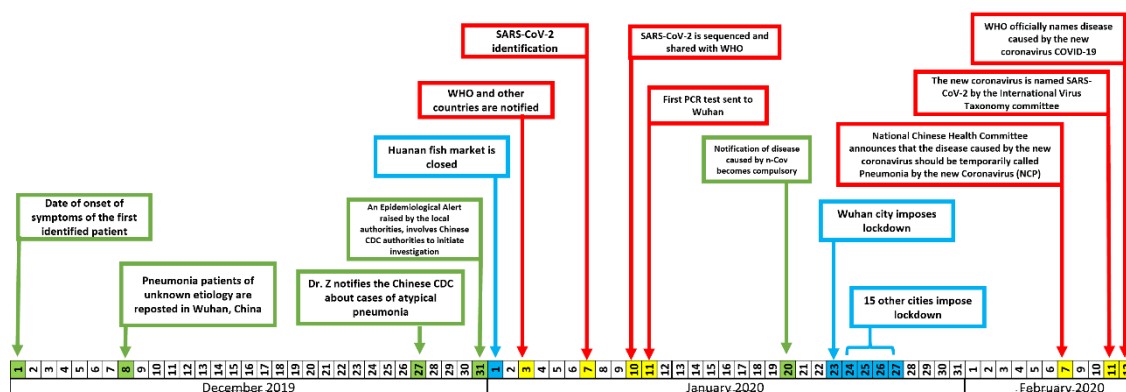 SARS-CoV-2
identification
SARS-CoV-2 is sequenced and
shared with WHO
WHO officially names disease
caused by the new
coronavirus COVID-19
WHO and other
countries are notified
First PCR test sent to
Wuhan
The new coronavirus is named SARS-
CoV-2 by the International Virus
Taxonomy committee
Huanan fish market is
closed
Notification of disease
caused by n-Cov
becomes compulsory
National Chinese Health Committee
announces that the disease caused by the new
coronavirus should be temporarily called
Pneumonia by the new Coronavirus (NCP)
Date of onset of
symptoms of the first
identified patient
An Epidemiological Alert
raised by the local
authorities, involves Chinese
CDC authorities to initiate
investigation
Wuhan city imposes
lockdown
Pneumonia patients of
unknown etiology are
reposted in Wuhan, China
Dr. Z notifies the Chinese CDC
about cases of atypical
pneumonia
15 other cities impose
lockdown
1 2 3 4 5 6 7 8 9 10 11 12 13 14 15 16 17 18 19 20 21 22 23 24 25 26 27 28 29 30 31 1 2 3 4 5 6 7 8 9 10 11 12 13 14 15 16 17 18 19 20 21 22 23 24 25 26 27 28 29 30 31 1 2 3 4 5 6 7 8 9 10 11
December 2019 January 2020 February 2020